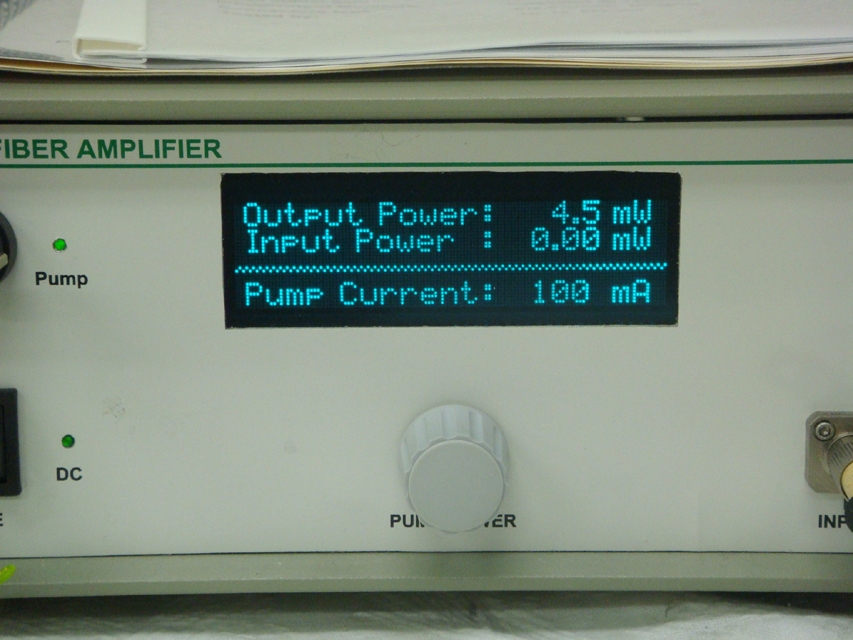 FIBER AMPLIFIER
Output Power: 4.5 mW
Input Power : 0.00 mW
Pump Current: 100 mA
Pump
DC